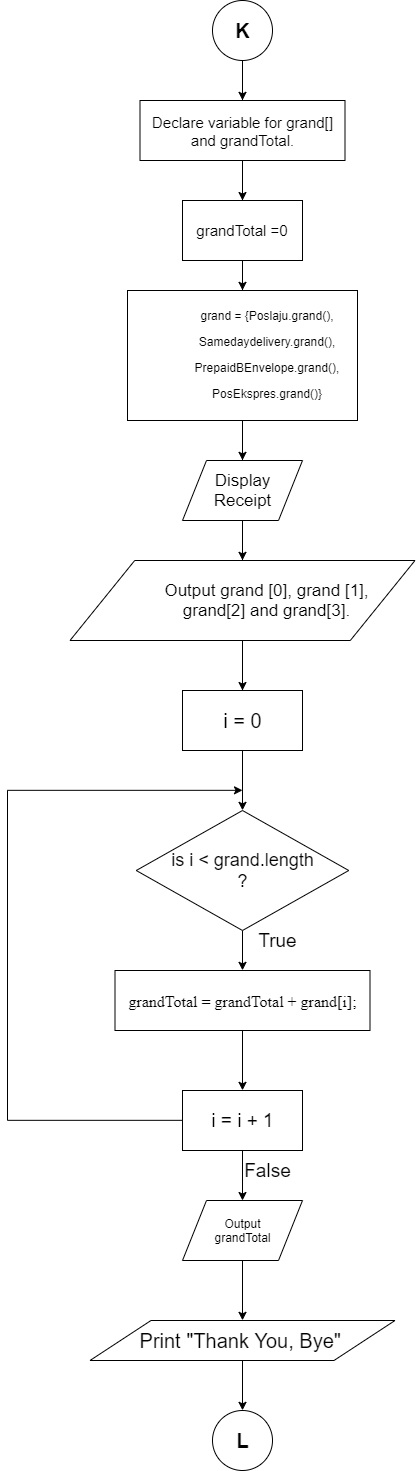 K
Declare variable for grand[]
and grandTotal.
grandTotal =0
grand = {Poslaju.grand(),
Samedaydelivery.grand(),
PrepaidBEnvelope.grand(),
PosEkspres.grand()}
Display
Receipt
Output grand [0], grand [1],
grand[2] and grand[3].
i = 0
is i < grand.length
?
True
grandTotal = grandTotal + grand[i];
i = i + 1
False
Output
grandTotal
Print "Thank You, Bye"
L